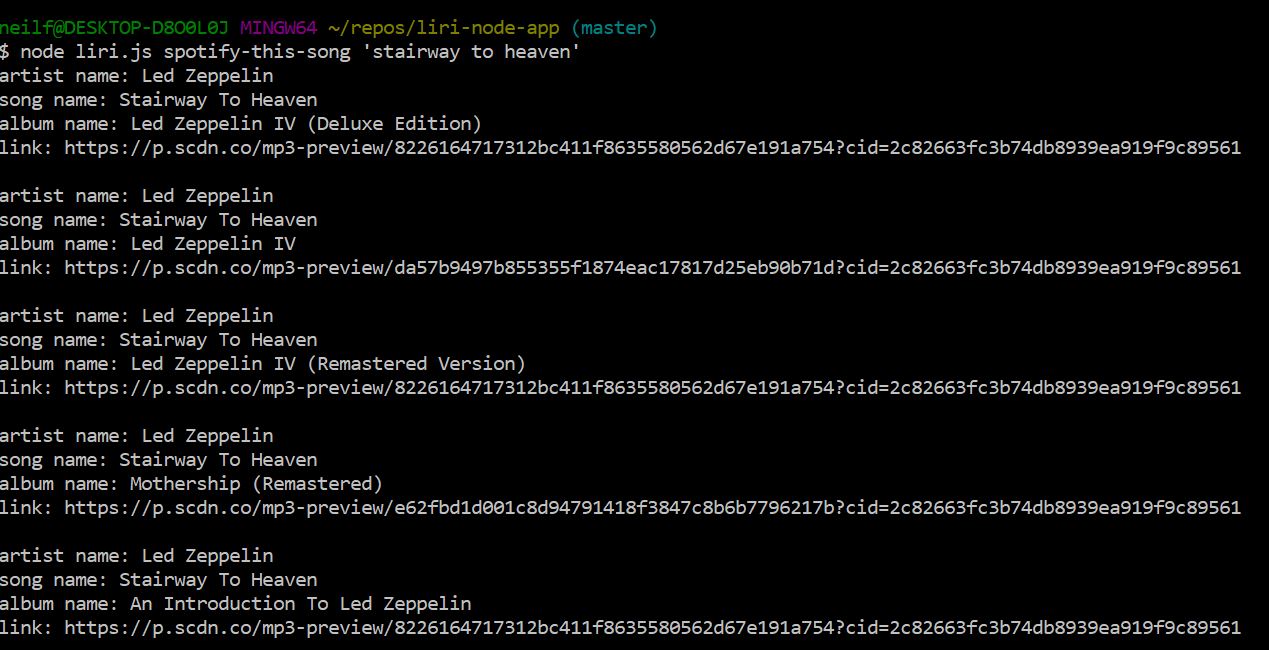 neilf@DESKTOP-D8O0L0J MINGW64 ~/repos/liri-node-app (master)
$ node liri.js spotify-this-song 'stairway to heaven'
artist name: Led Zeppelin
song name: Stairway To Heaven
album name: Led Zeppelin IV (Deluxe Edition)
link: https://p.scdn.co/mp3-preview/8226164717312bc411f8635580562d67e191a754?cid=2c82663fc3b74db8939ea919f9c89561
artist name: Led Zeppelin
song name: Stairway To Heaven
album name: Led Zeppelin IV
link: https://p.scdn.co/mp3-preview/da57b9497b855355f1874eac17817d25eb90b71d?cid=2c82663fc3b74db8939ea919f9c89561
artist name: Led Zeppelin
song name: Stairway To Heaven
album name: Led Zeppelin IV (Remastered Version)
link: https://p.scdn.co/mp3-preview/8226164717312bc411f8635580562d67e191a754?cid=2c82663fc3b74db8939ea919f9c89561
artist name: Led Zeppelin
song name: Stairway To Heaven
album name: Mothership (Remastered)
link: https://p.scdn.co/mp3-preview/e62fbd1d001c8d94791418f3847c8b6b7796217b?cid=2c82663fc3b74db8939ea919f9c89561
artist name: Led Zeppelin
song name: Stairway To Heaven
album name: An Introduction To Led Zeppelin
link: https://p.scdn.co/mp3-preview/8226164717312bc411f8635580562d67e191a754?cid=2c82663fc3b74db8939ea919f9c89561